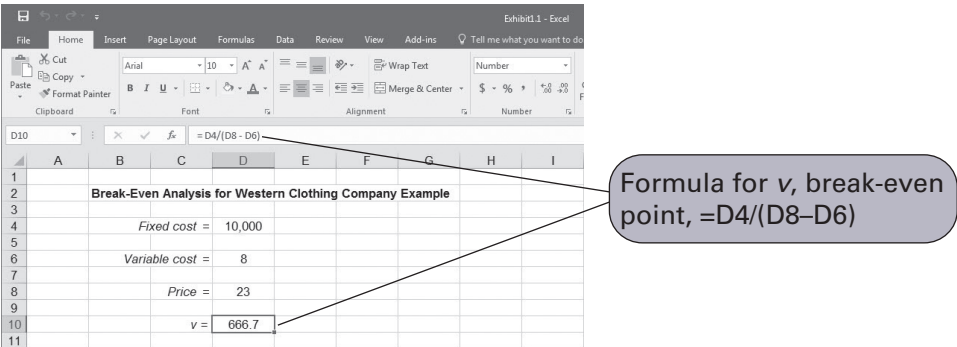 Exhibit1.1 - Excel
File Home Insert Page Layout Formulas Data Review View Add-ins Tell me what you want to do
Cut
Copy
Format Painter
Paste
Arial 10 A A
B I U A
Wrap Text
Merge & Center
Number
$ % , .0 .00 .00 .0
Clipboard Font Alignment Number
D10 fx = D4/(D8 - D6)
A B C D E F G H I
1
2 Break-Even Analysis for Western Clothing Company Example
3
4 Fixed cost = 10,000
5
6 Variable cost = 8
7
8 Price = 23
9
10 v = 666.7
11
Formula for v, break-even
point, =D4/(D8–D6)